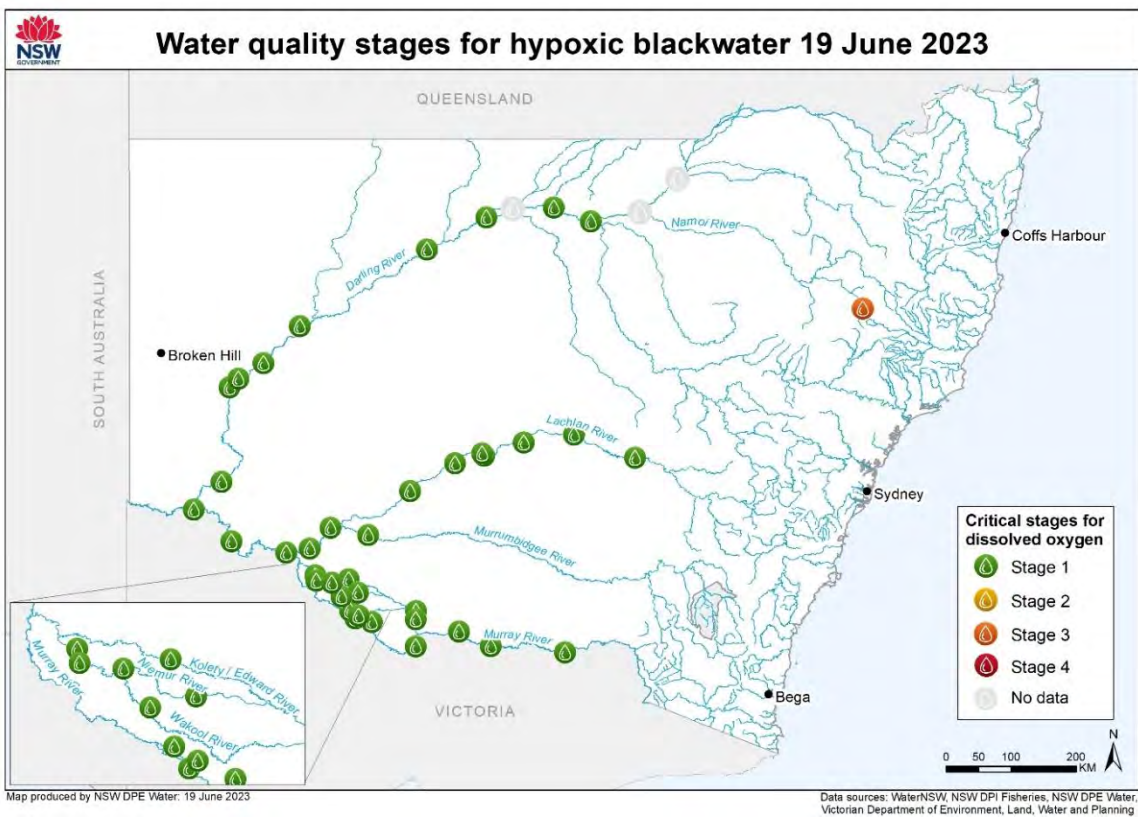 NSW
GOVERNMENT
Water quality stages for hypoxic blackwater 19 June 2023
QUEENSLAND
Namoi River
Coffs Harbour
Darling River
SOUTH AUSTRALIA
Broken Hill
Lachlan River
Sydney
Murrumbidgee River
Murray River
Bega
VICTORIA
Murray River
Kolety / Edward River
Niemur River
Wakool River
Critical stages for
dissolved oxygen
Stage 1
Stage 2
Stage 3
Stage 4
No data
N
0 50 100 200
KM
Map produced by NSW DPE Water: 19 June 2023
Data sources: WaterNSW, NSW DPI Fisheries, NSW DPE Water,
Victorian Department of Environment, Land, Water and Planning